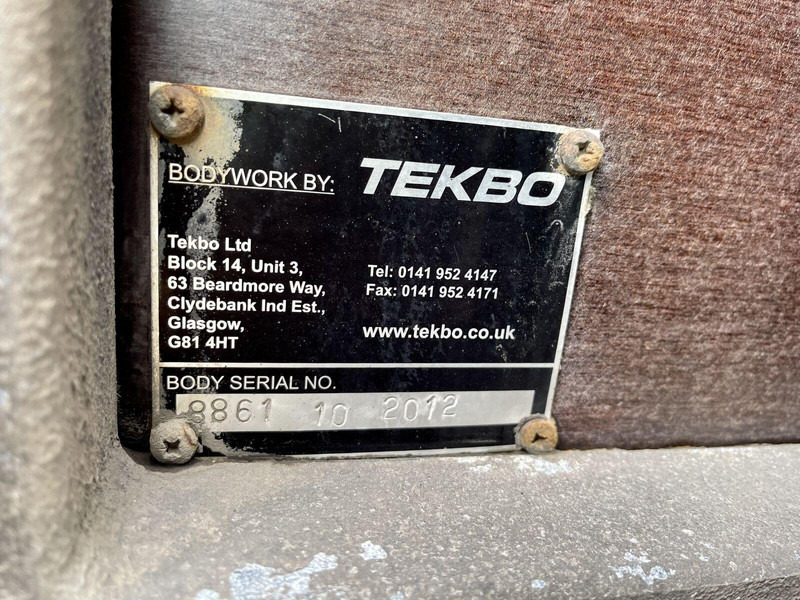 BODYWORK BY: TEKBO
Tekbo Ltd
Block 14, Unit 3,
63 Beardmore Way,
Clydebank Ind Est.,
Glasgow,
G81 4HT
Tel: 0141 952 4147
Fax: 0141 952 4171
www.tekbo.co.uk
BODY SERIAL NO.
8861 10 2012